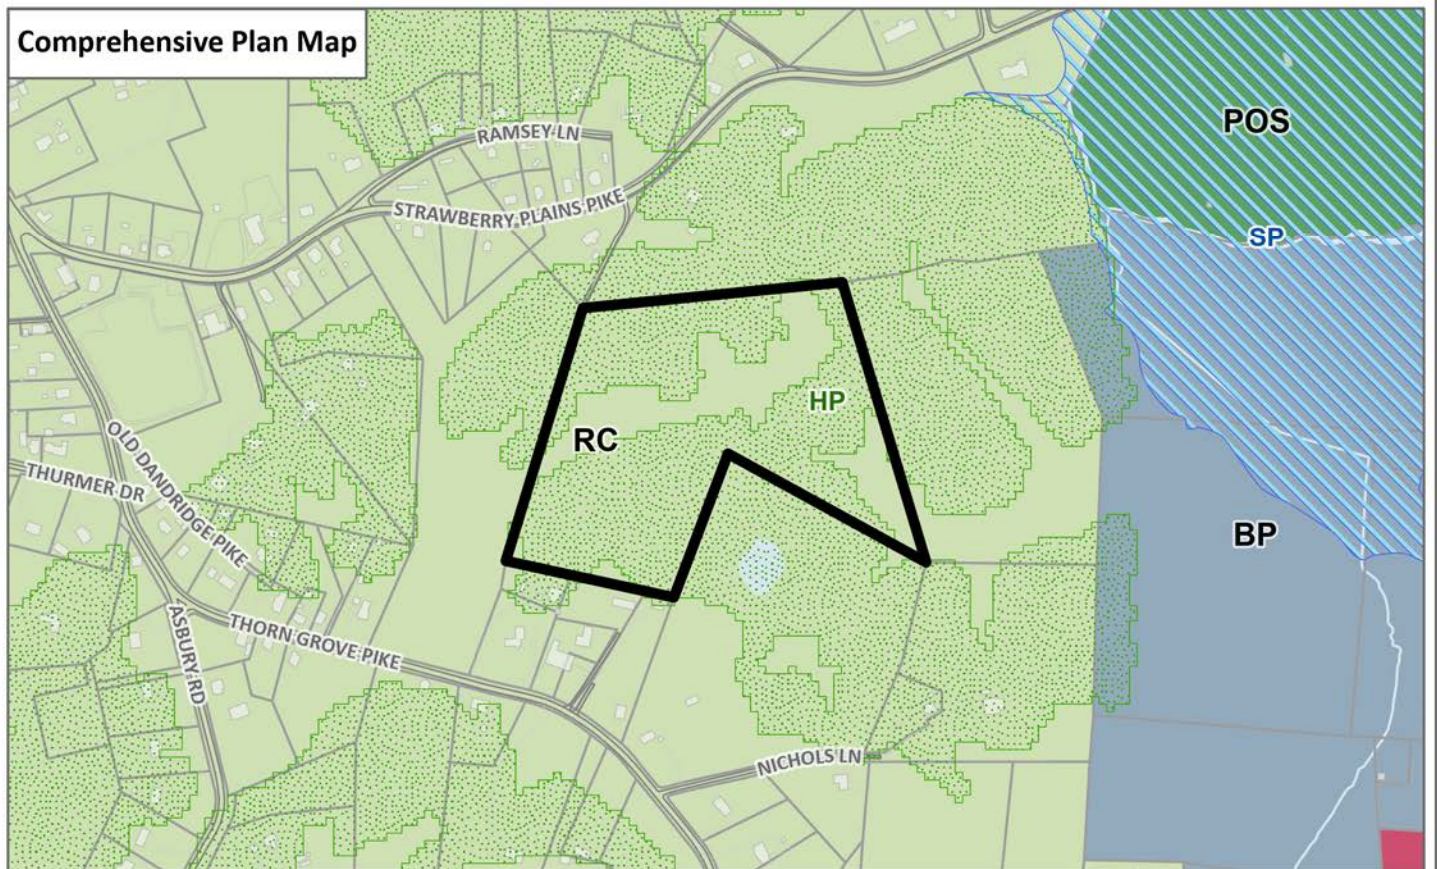 Comprehensive Plan Map
POS
RAMSEY LN
STRAWBERRY PLAINS PIKE
SP
HP
RC
OLD DANDRIDGE PIKE
THURMER DR
BP
ASBURY RD
THORN GROVE PIKE
NICHOLS LN